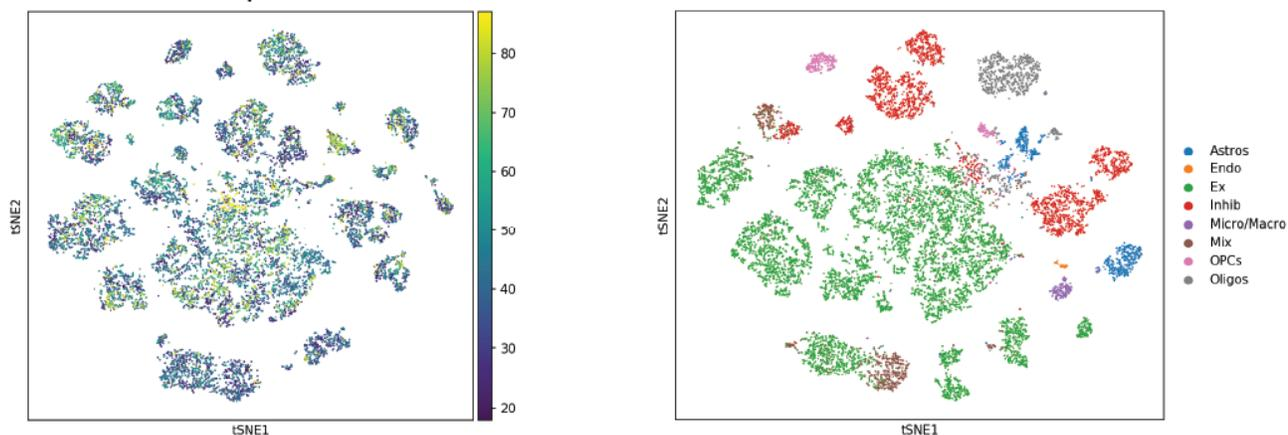 80
70
60
50
40
30
20
tSNE2
tSNE1
tSNE2
tSNE1
Astros
Endo
Ex
Inhib
Micro/Macro
Mix
OPCs
Oligos